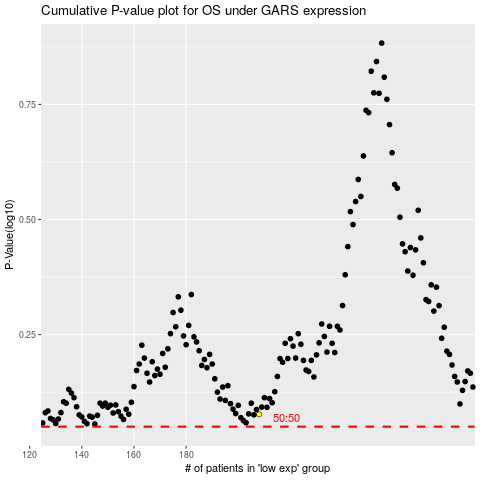 Cumulative P-value plot for OS under GARS expression
P-Value(log10)
0.75
0.50
0.25
50:50
120
140
160
180
# of patients in 'low exp' group